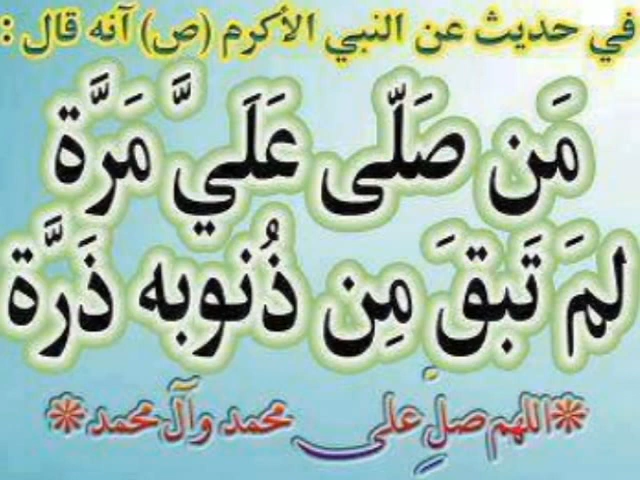 في حديث عن النبي الأكرم (ص) آنه قال :
مَن صَلّى عَلَيَّ مَرَّة
لمَ تَبقَ مِن ذُنوبه ذَرَّة
اللهم صلِ على محمد وآل محمد